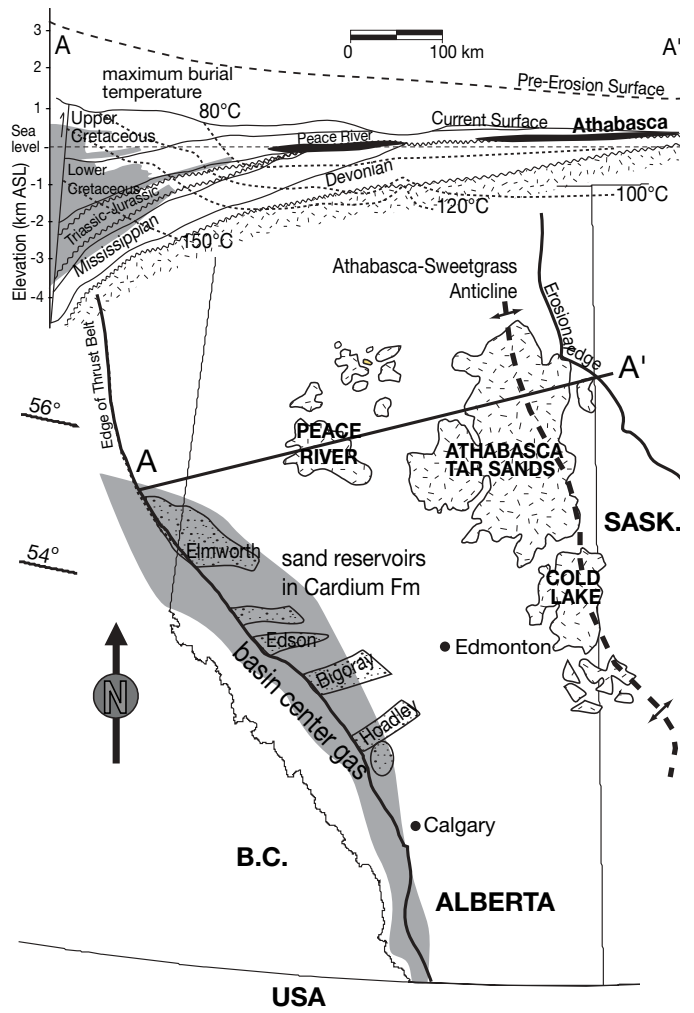 A
0 100 km
A'
3
2
1
Sea
level
-1
-2
-3
-4
Elevation (km ASL)
maximum burial
temperature
80°C
Pre-Erosion Surface
Upper
Cretaceous
Current Surface
Athabasca
Peace River
Lower
Cretaceous
Devonian
Triassic-Jurassic
Mississippian
100°C
120°C
150°C
Athabasca-Sweetgrass
Anticline
Erosional edge
Edge of Thrust Belt
A'
56°
PEACE
RIVER
ATHABASCA
TAR SANDS
A
SASK.
54°
Elmworth
sand reservoirs
in Cardium Fm
COLD
LAKE
Edson
Edmonton
Bigoray
basin center gas
N
Hoadley
Calgary
B.C.
ALBERTA
USA